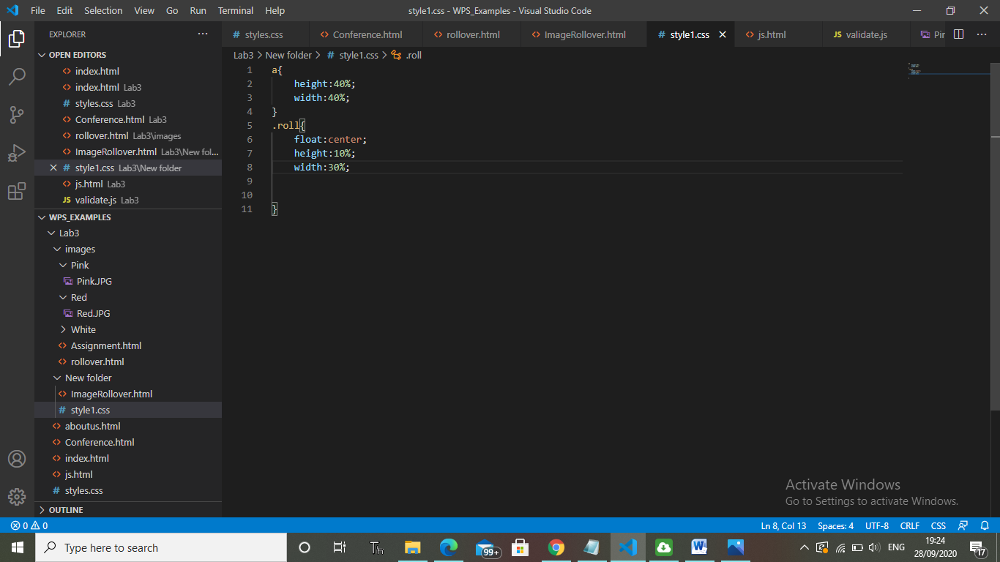 File Edit Selection View Go Run Terminal Help style1.css - WPS_Examples - Visual Studio Code
EXPLORER
styles.css Conference.html rollover.html ImageRollover.html style1.css js.html validate.js Pir
Lab3 > New folder > # style1.css > .roll
OPEN EDITORS
index.html
index.html Lab3
styles.css Lab3
Conference.html Lab3
rollover.html Lab3\images
ImageRollover.html Lab3\New fol...
style1.css Lab3\New folder
js.html Lab3
validate.js Lab3
WPS_EXAMPLES
Lab3
images
Pink
Pink.JPG
Red
Red.JPG
White
Assignment.html
rollover.html
New folder
ImageRollover.html
style1.css
aboutus.html
Conference.html
index.html
js.html
styles.css
OUTLINE
1 a{
2 height:40%;
3 width:40%;
4 }
5 .roll{
6 float:center;
7 height:10%;
8 width:30%;
9
10
11 }
Activate Windows
Go to Settings to activate Windows.
0 0 Ln 8, Col 13 Spaces: 4 UTF-8 CRLF CSS
Type here to search
99+
ENG
19:24
28/09/2020
17